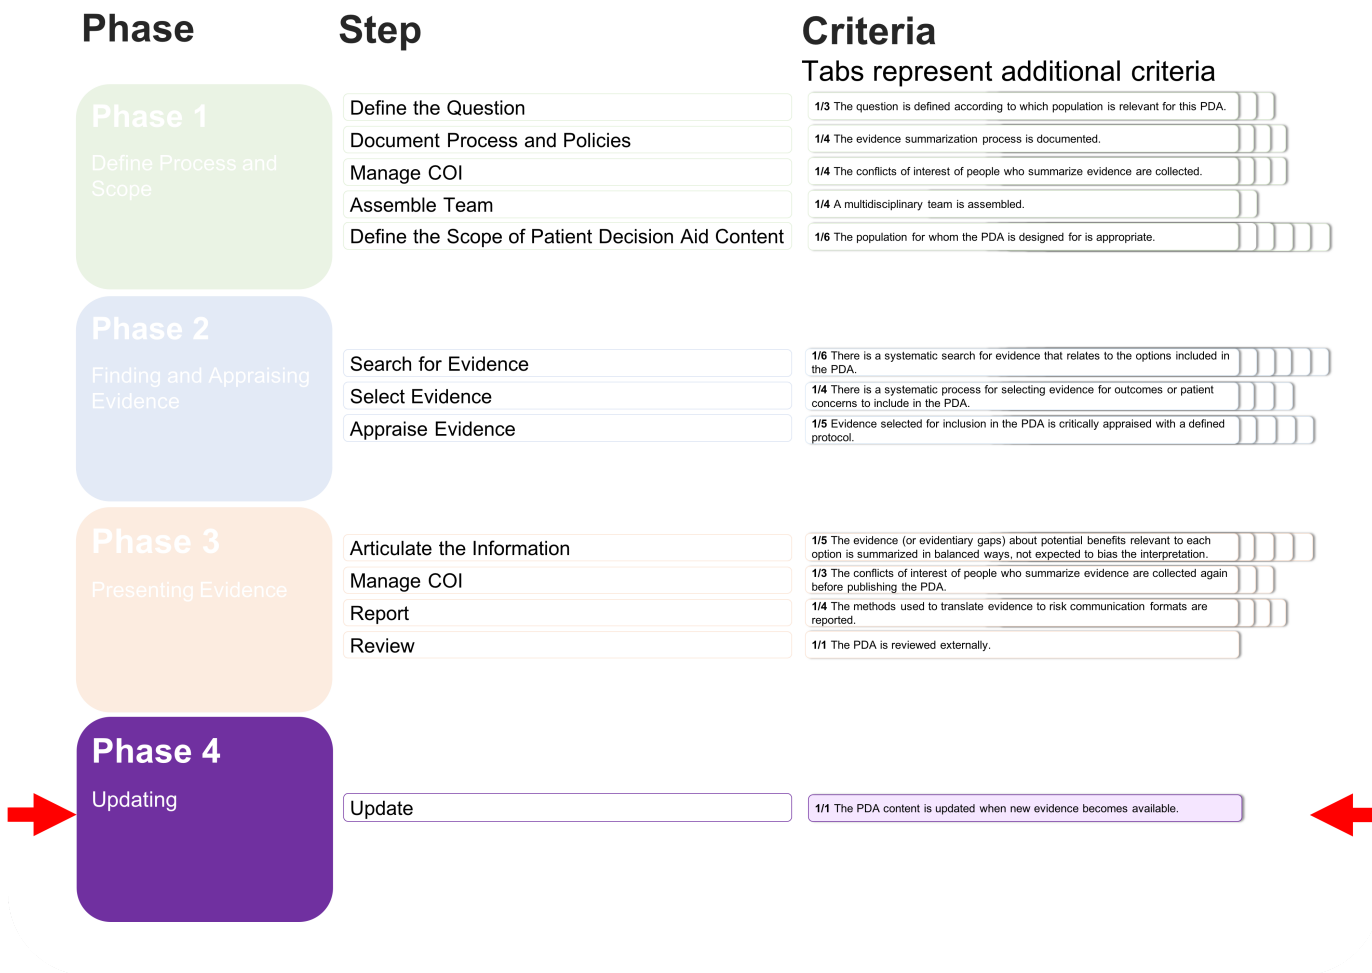 Phase
Step
Criteria
Tabs represent additional criteria
Phase 1
Define Process and
Scope
Define the Question
1/3 The question is defined according to which population is relevant for this PDA.
Document Process and Policies
1/4 The evidence summarization process is documented.
Manage COI
1/4 The conflicts of interest of people who summarize evidence are collected.
Assemble Team
1/4 A multidisciplinary team is assembled.
Define the Scope of Patient Decision Aid Content
1/6 The population for whom the PDA is designed for is appropriate.
Phase 2
Finding and Appraising
Evidence
Search for Evidence
1/6 There is a systematic search for evidence that relates to the options included in
the PDA.
Select Evidence
1/4 There is a systematic process for selecting evidence for outcomes or patient
concerns to include in the PDA.
Appraise Evidence
1/5 Evidence selected for inclusion in the PDA is critically appraised with a defined
protocol.
Phase 3
Presenting Evidence
Articulate the Information
1/5 The evidence (or evidentiary gaps) about potential benefits relevant to each
option is summarized in balanced ways, not expected to bias the interpretation.
Manage COI
1/3 The conflicts of interest of people who summarize evidence are collected again
before publishing the PDA.
Report
1/4 The methods used to translate evidence to risk communication formats are
reported.
Review
1/1 The PDA is reviewed externally.
Phase 4
Updating
Update
1/1 The PDA content is updated when new evidence becomes available.